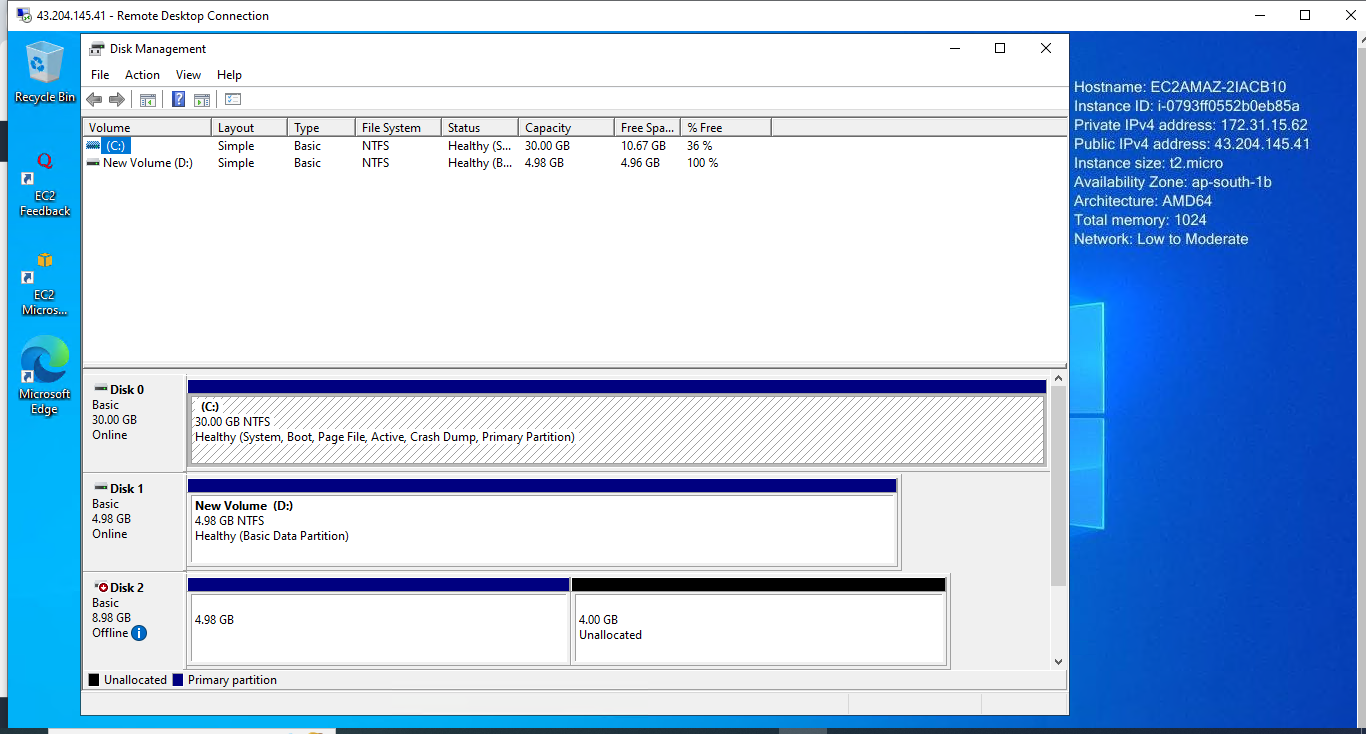 43.204.145.41 - Remote Desktop Connection
Recycle Bin
EC2
Feedback
EC2
Micros...
Microsoft
Edge
Disk Management
File Action View Help
Volume Layout Type File System Status Capacity Free Spa... % Free
(C:) Simple Basic NTFS Healthy (S... 30.00 GB 10.67 GB 36 %
New Volume (D:) Simple Basic NTFS Healthy (B... 4.98 GB 4.96 GB 100 %
Disk 0
Basic
30.00 GB
Online
(C:)
30.00 GB NTFS
Healthy (System, Boot, Page File, Active, Crash Dump, Primary Partition)
Disk 1
Basic
4.98 GB
Online
New Volume (D:)
4.98 GB NTFS
Healthy (Basic Data Partition)
Disk 2
Basic
8.98 GB
Offline
4.98 GB
4.00 GB
Unallocated
Unallocated Primary partition
Hostname: EC2AMAZ-2IACB10
Instance ID: i-0793ff0552b0eb85a
Private IPv4 address: 172.31.15.62
Public IPv4 address: 43.204.145.41
Instance size: t2.micro
Availability Zone: ap-south-1b
Architecture: AMD64
Total memory: 1024
Network: Low to Moderate